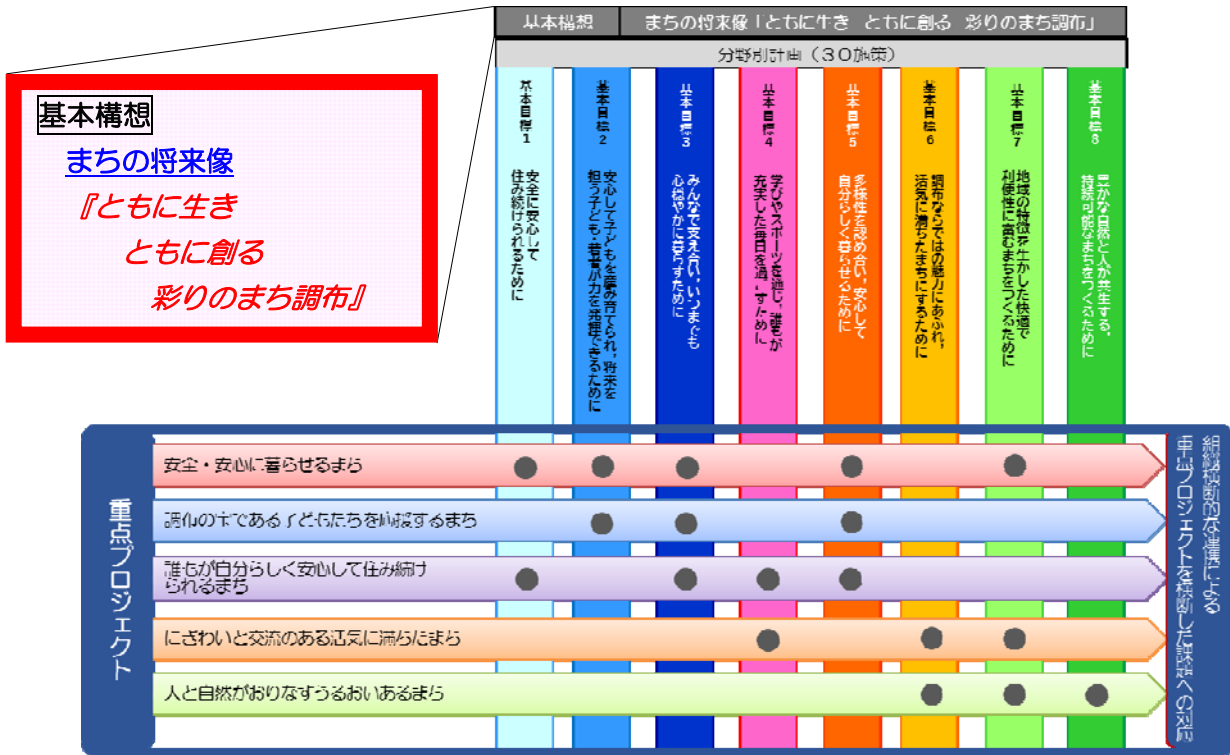 基本構想
まちの将来像
『ともに生き
ともに創る
彩りのまち調布』
基本構想
まちの将来像「ともに生き ともに創る 彩りのまち調布」
分野別計画（３０施策）
基本目標1
安全に安心して
住み続けられるために
基本目標2
安心して子どもを産み育てられ，将来を
担う子ども・若者が力を発揮できるために
基本目標3
みんなで支え合い，いつまでも
心穏やかに暮らすために
基本目標4
学びやスポーツを通じ，誰もが
充実した毎日を過ごすために
基本目標5
多様性を認め合い，安心して
自分らしく暮らせるために
基本目標6
調布ならではの魅力にあふれ，
活気に満ちたまちにするために
基本目標7
地域の特徴を生かした快適で
利便性に富むまちをつくるために
基本目標8
豊かな自然と人が共生する，
持続可能なまちをつくるために
重点プロジェクト
安全・安心に暮らせるまち
調布の宝である子どもたちを応援するまち
誰もが自分らしく安心して住み続け
られるまち
にぎわいと交流のある活気に満ちたまち
人と自然がおりなすうるおいあるまち
組織横断的な連携による
重点プロジェクトを横断した課題への対応